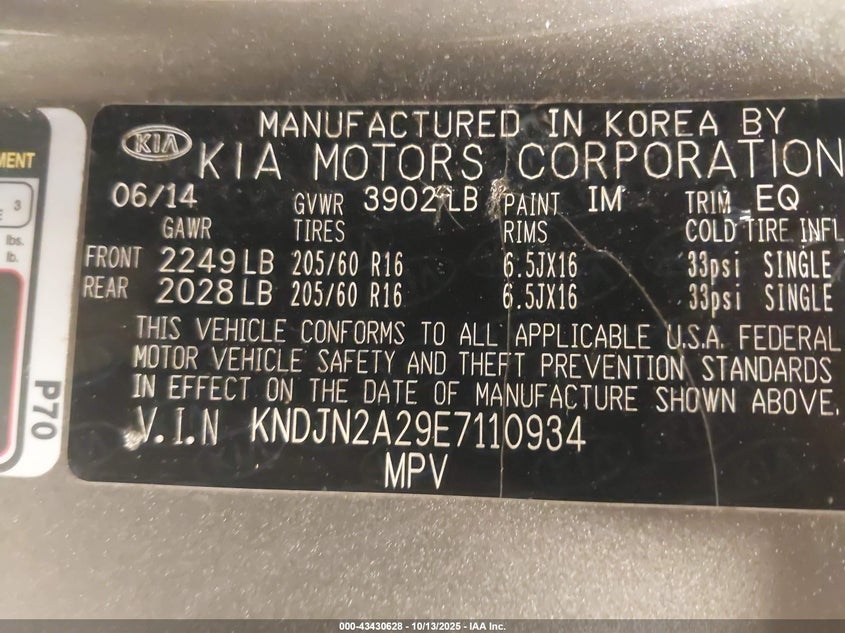 MANUFACTURED IN KOREA BY
KIA KIA MOTORS CORPORATION
06/14 GVWR 3902 LB PAINT IM TRIM EQ
GAWR TIRES RIMS COLD TIRE INFL
FRONT 2249 LB 205/60 R16 6.5JX16 33psi SINGLE
REAR 2028 LB 205/60 R16 6.5JX16 33psi SINGLE
THIS VEHICLE CONFORMS TO ALL APPLICABLE U.S.A. FEDERAL
MOTOR VEHICLE SAFETY AND THEFT PREVENTION STANDARDS
IN EFFECT ON THE DATE OF MANUFACTURE SHOWN ABOVE.
V.I.N KNDJN2A29E7110934
MPV
MENT
3
E
lbs.
lb.
P70
000-43430628 - 10/13/2025 - IAA Inc.